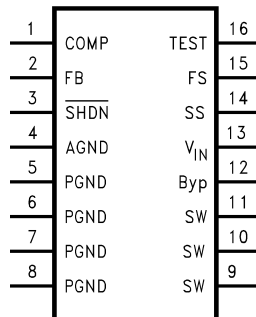 1 COMP TEST 16
2 FB FS 15
3 SHDN SS 14
4 AGND VIN 13
5 PGND Byp 12
6 PGND SW 11
7 PGND SW 10
8 PGND SW 9